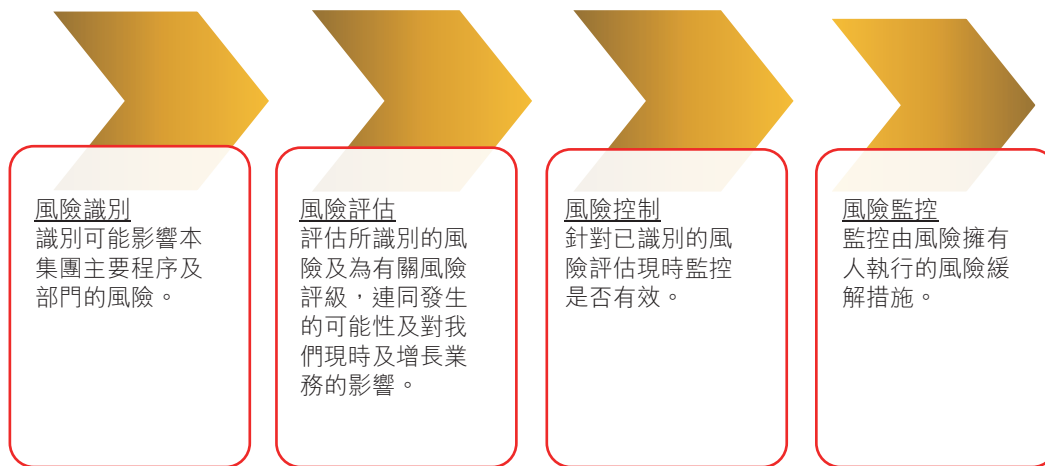 風險識別
識別可能影響本
集團主要程序及
部門的風險。
風險評估
評估所識別的風
險及為有關風險
評級，連同發生
的可能性及對我
們現時及增長業
務的影響。
風險控制
針對已識別的風
險評估現時監控
是否有效。
風險監控
監控由風險擁有
人執行的風險緩
解措施。